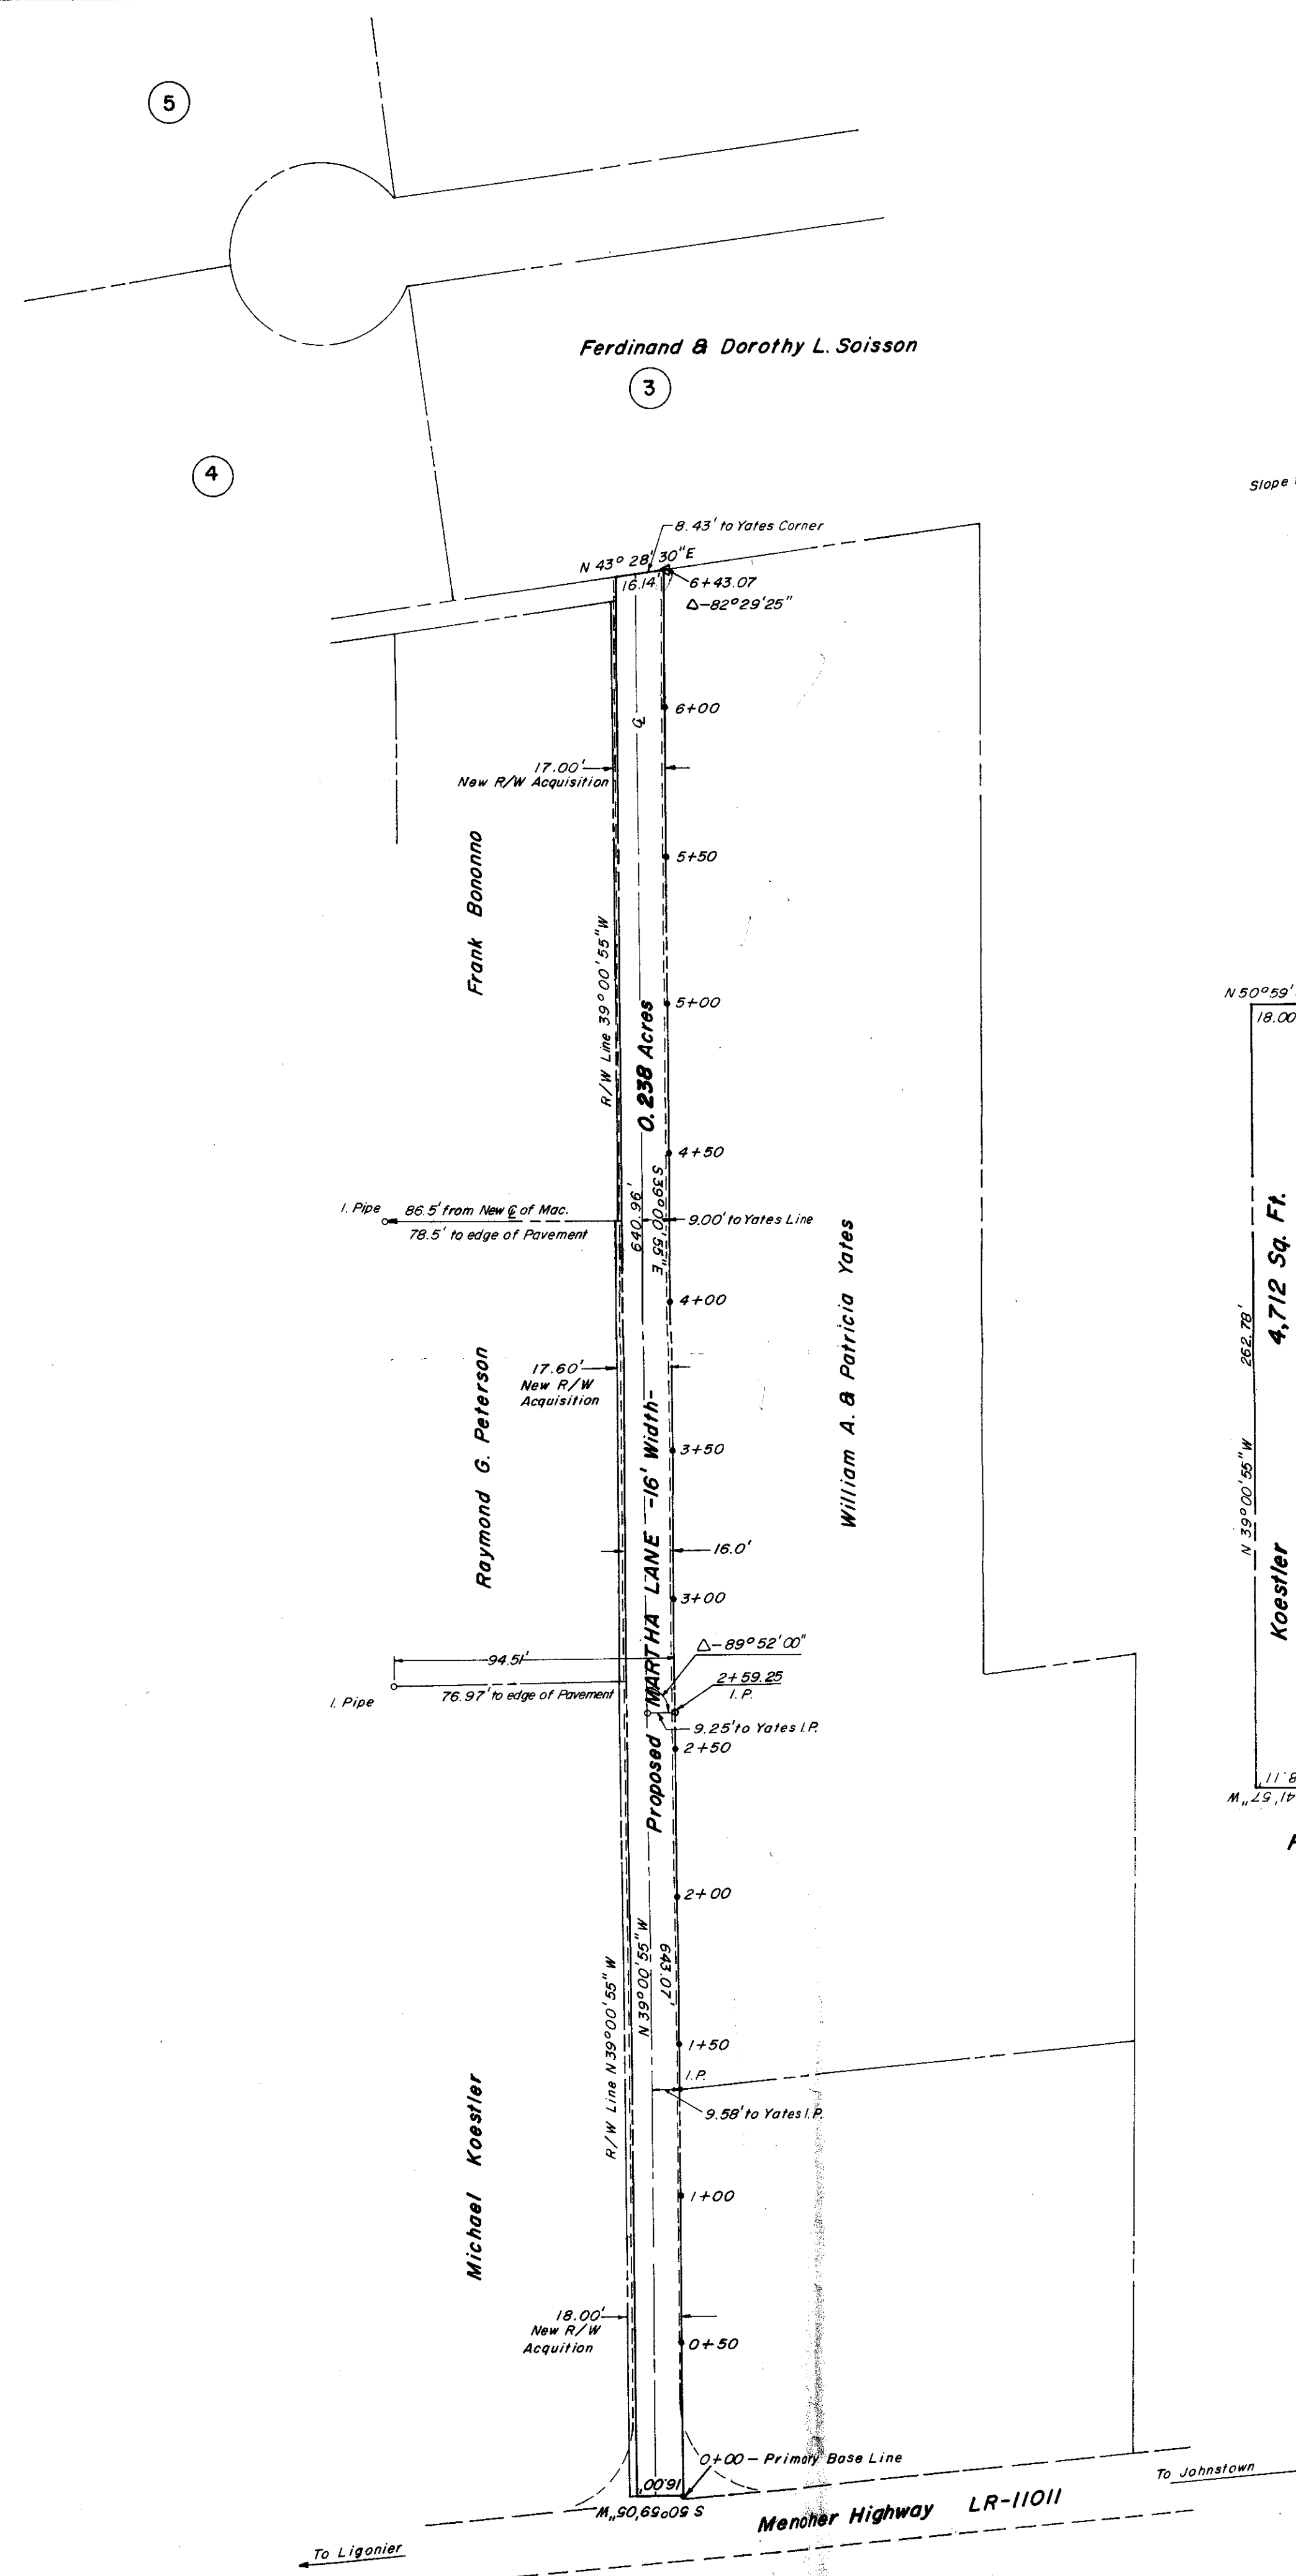 5
Ferdinand & Dorothy L. Soisson
3
4
Slope
8.43' to Yates Corner
N 43° 28' 30" E
16.14'
6+43.07
Δ-82°29'25"
6+00
17.00'
New R/W Acquisition
5+50
Frank Bononno
R/W Line 39°00'55"W
5+00
0.238 Acres
N 50°59'
18.00
4+50
I. Pipe
86.5' from New ℄ of Mac.
78.5' to edge of Pavement
640.96'
S 39°00'55"E
9.00' to Yates Line
4+00
William A. & Patricia Yates
4,712 Sq. Ft.
262.78'
N 39°00'55"W
Koestler
17.60'
New R/W
Acquisition
Raymond G. Peterson
3+50
16.0'
3+00
Proposed MARTHA LANE -16' Width-
Δ-89°52'00"
94.51'
2+59.25
I.P.
I. Pipe
76.97' to edge of Pavement
9.25' to Yates I.P.
2+50
8.11'
41'57"W
2+00
N 39°00'55"W
643.07'
R/W Line N 39°00'55"W
1+50
I.P.
9.58' to Yates I.P.
Michael Koestler
1+00
18.00'
New R/W
Acquition
0+50
0+00 - Primary Base Line
16.00'
S 50°59'05"W
To Johnstown
Menoher Highway LR-11011
To Ligonier